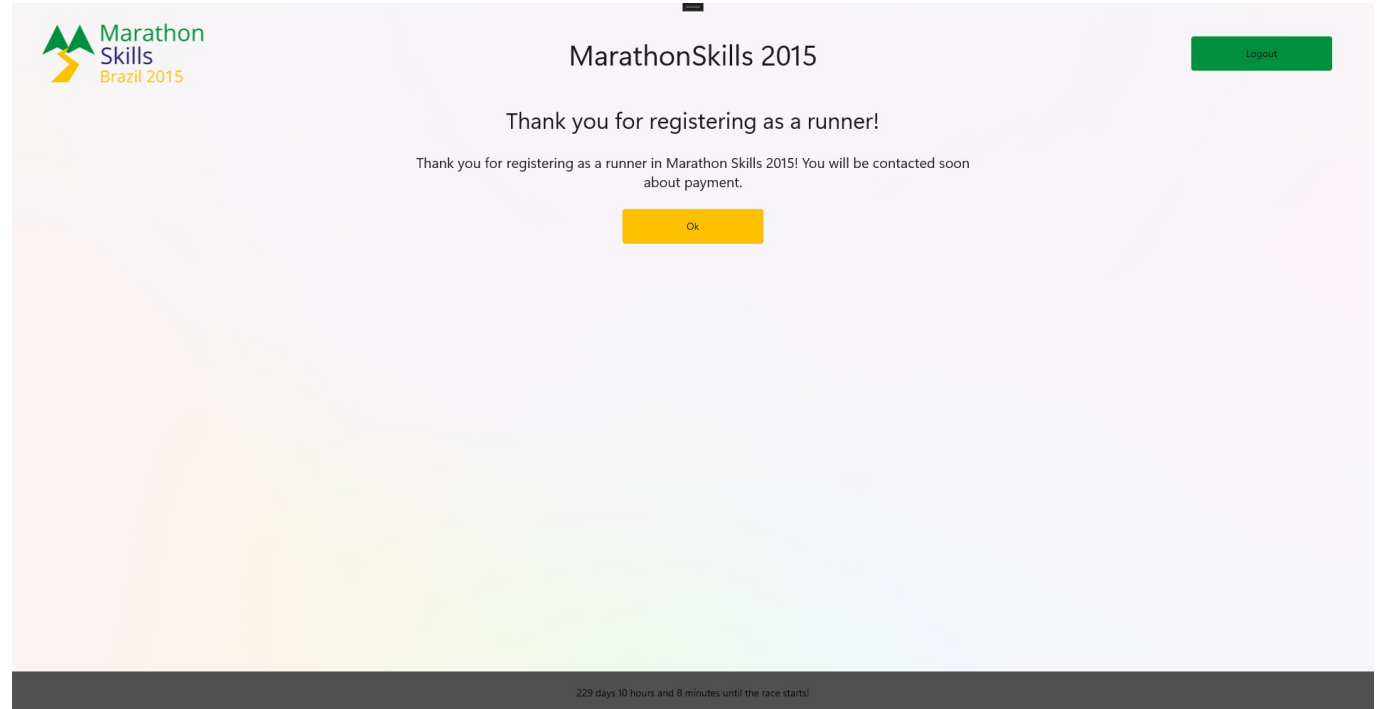 Marathon
Skills
Brazil 2015
MarathonSkills 2015
Logout
Thank you for registering as a runner!
Thank you for registering as a runner in Marathon Skills 2015! You will be contacted soon
about payment.
Ok
229 days 10 hours and 8 minutes until the race starts!